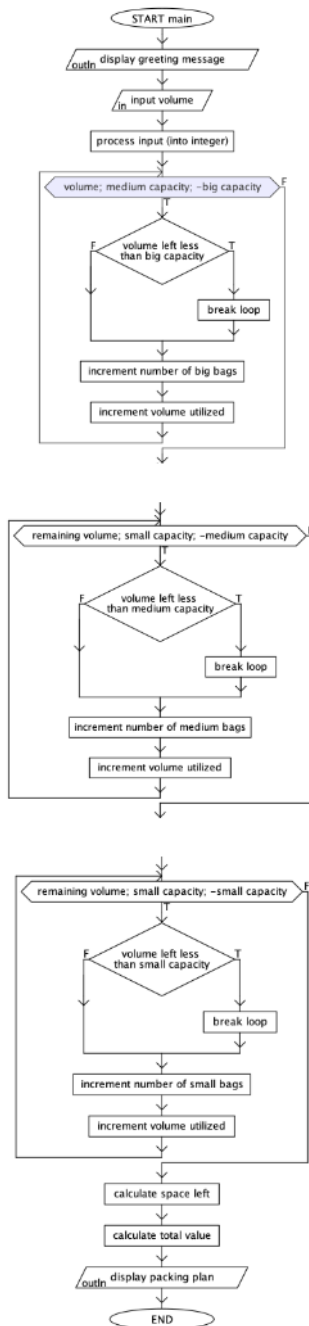 START main
display greeting message
outIn
input volume
in
process input (into integer)
volume; medium capacity; -big capacity
F
T
F
volume left less
than big capacity
T
break loop
increment number of big bags
increment volume utilized
remaining volume; small capacity; -medium capacity
F
T
F
volume left less
than medium capacity
T
break loop
increment number of medium bags
increment volume utilized
remaining volume; small capacity; -small capacity
F
T
F
volume left less
than small capacity
T
break loop
increment number of small bags
increment volume utilized
calculate space left
calculate total value
display packing plan
outIn
END